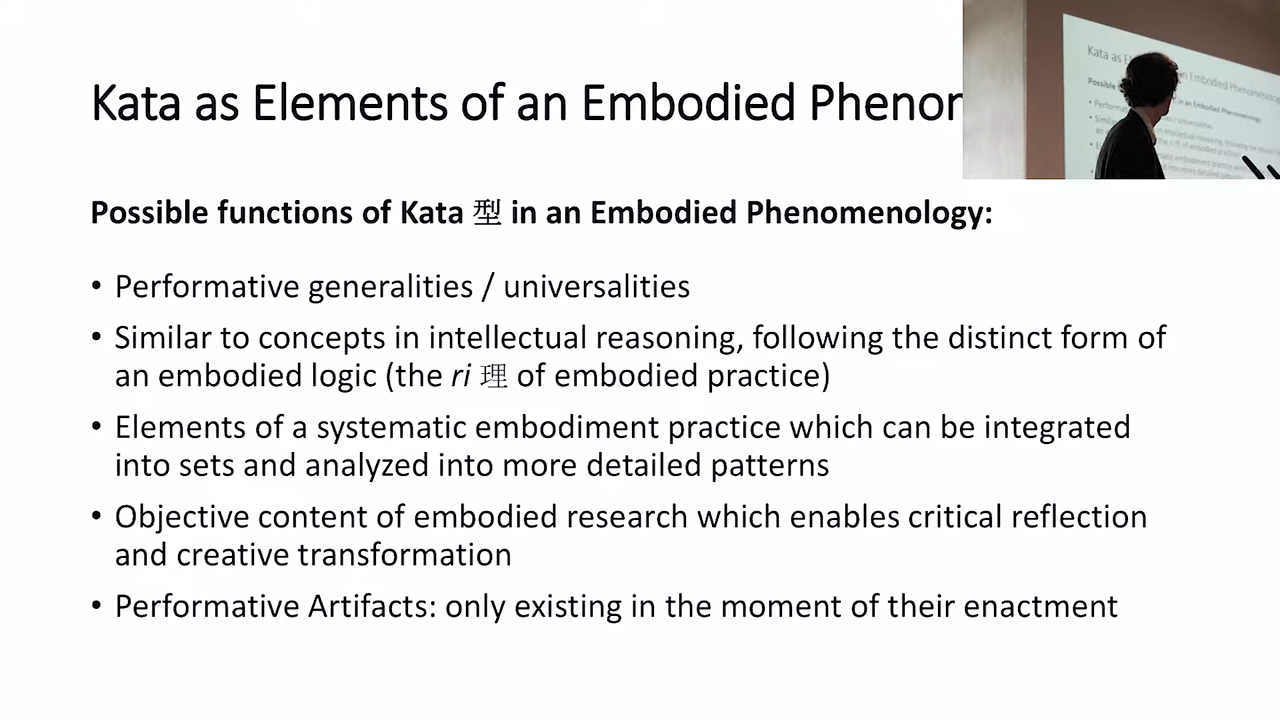 Kata as Elements of an Embodied Phenom
Possible functions of Kata 型 in an Embodied Phenomenology:
• Performative generalities / universalities
• Similar to concepts in intellectual reasoning, following the distinct form of
an embodied logic (the ri 理 of embodied practice)
• Elements of a systematic embodiment practice which can be integrated
into sets and analyzed into more detailed patterns
• Objective content of embodied research which enables critical reflection
and creative transformation
• Performative Artifacts: only existing in the moment of their enactment